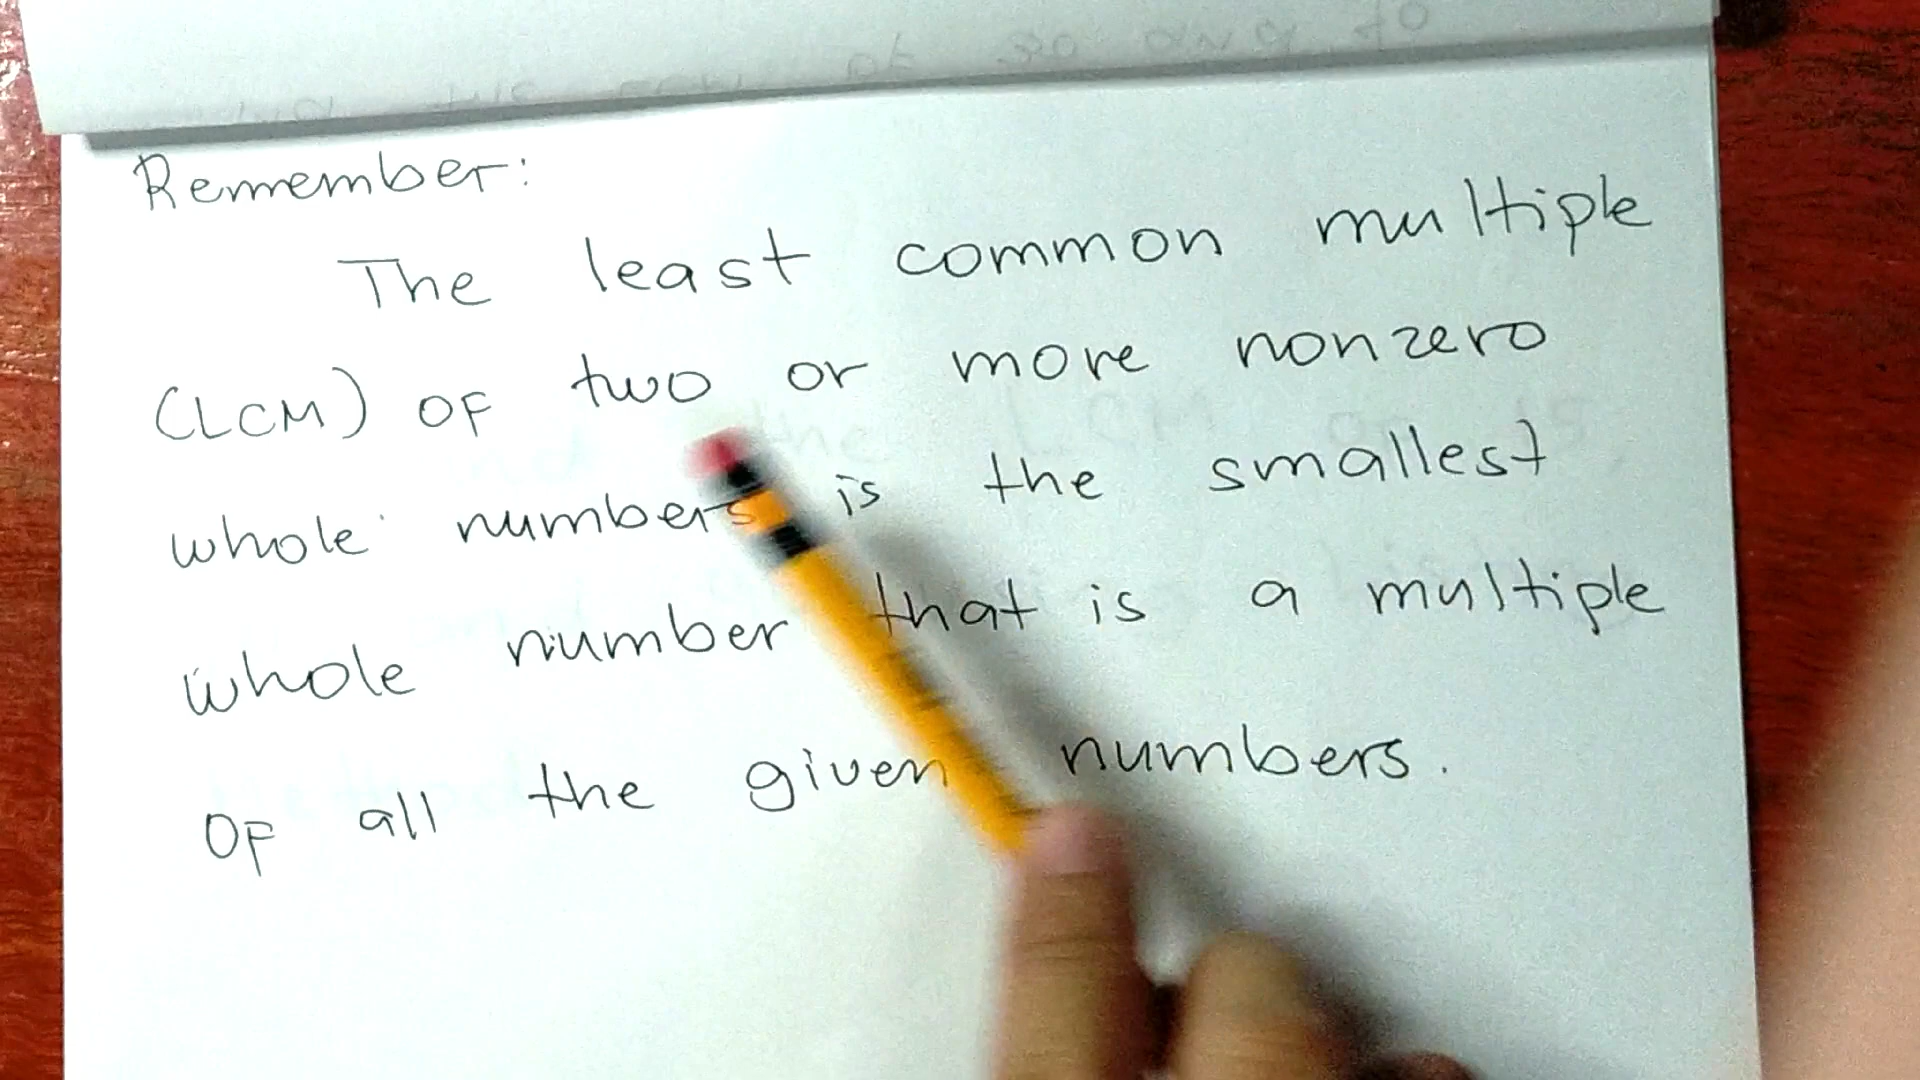 Remember:
The least common multiple
(LCM) OF two or more nonzero
whole numbers is the smallest
whole number that is a multiple
OF all the given numbers.